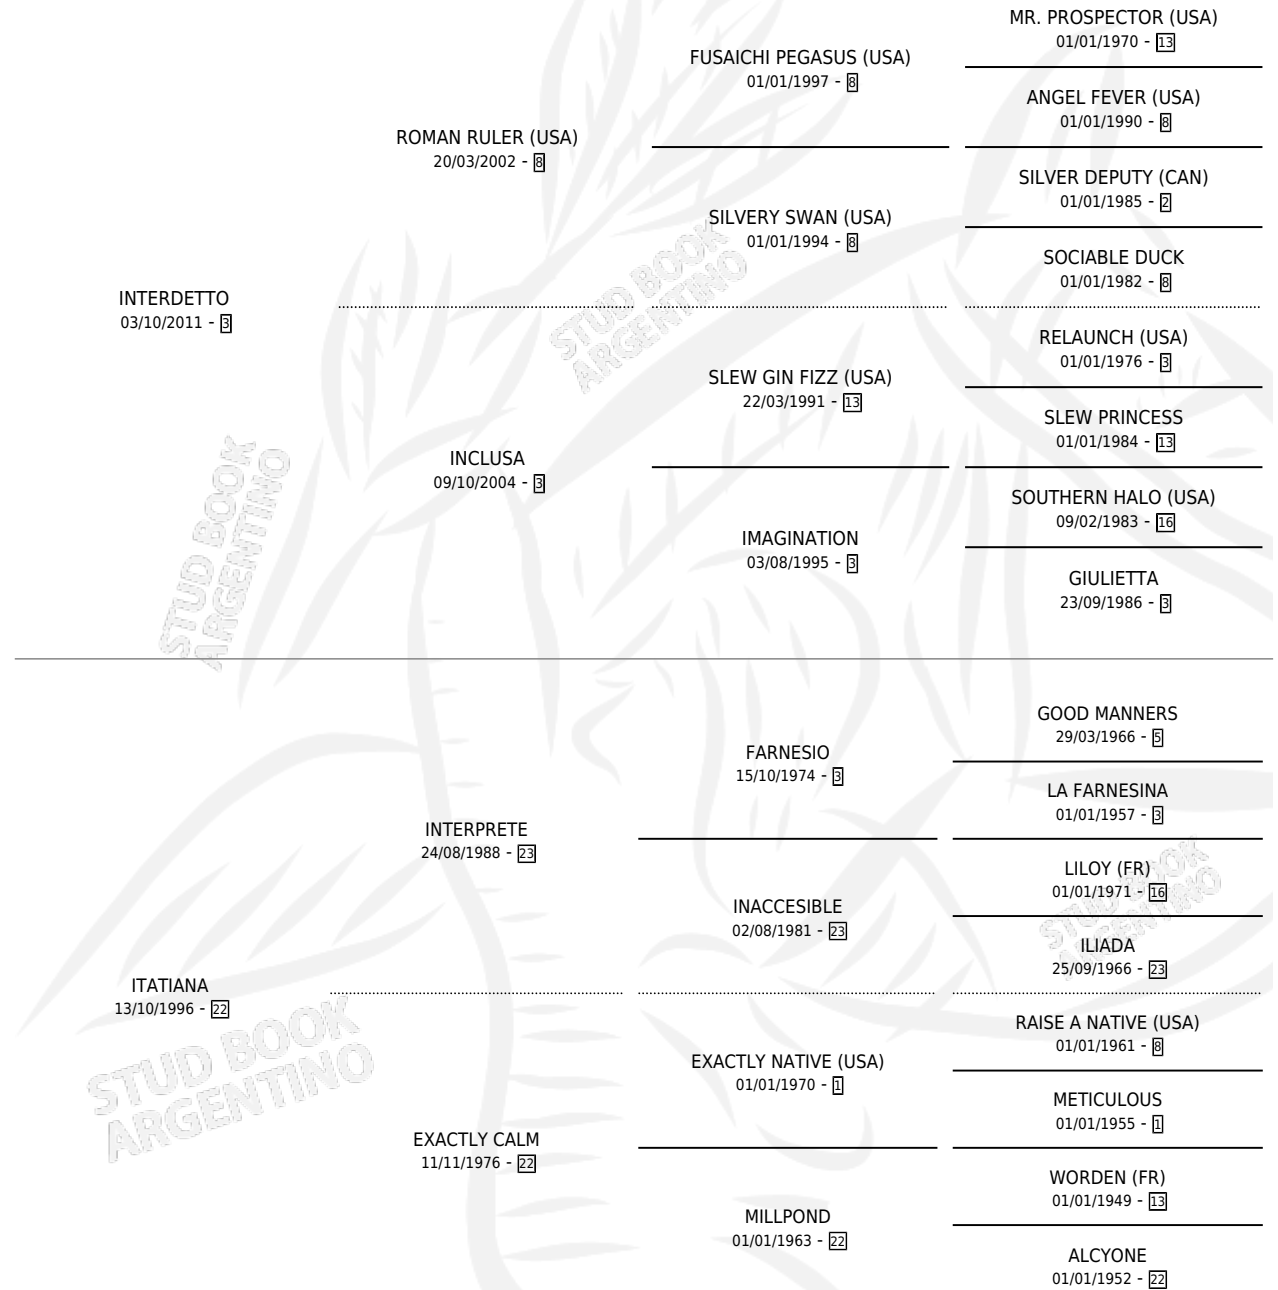 MR. PROSPECTOR (USA)
01/01/1970 - 13
FUSAICHI PEGASUS (USA)
01/01/1997 - 8
ANGEL FEVER (USA)
01/01/1990 - 8
ROMAN RULER (USA)
20/03/2002 - 8
SILVER DEPUTY (CAN)
01/01/1985 - 2
SILVERY SWAN (USA)
01/01/1994 - 8
SOCIABLE DUCK
01/01/1982 - 8
INTERDETTO
03/10/2011 - 3
RELAUNCH (USA)
01/01/1976 - 3
SLEW GIN FIZZ (USA)
22/03/1991 - 13
SLEW PRINCESS
01/01/1984 - 13
INCLUSA
09/10/2004 - 3
SOUTHERN HALO (USA)
09/02/1983 - 16
IMAGINATION
03/08/1995 - 3
GIULIETTA
23/09/1986 - 3
STUD BOOK
ARGENTINO
STUD BOOK
ARGENTINO
GOOD MANNERS
29/03/1966 - 5
FARNESIO
15/10/1974 - 3
LA FARNESINA
01/01/1957 - 3
INTERPRETE
24/08/1988 - 23
LILOY (FR)
01/01/1971 - 16
INACCESIBLE
02/08/1981 - 23
ILIADA
25/09/1966 - 23
ITATIANA
13/10/1996 - 22
RAISE A NATIVE (USA)
01/01/1961 - 8
EXACTLY NATIVE (USA)
01/01/1970 - 1
METICULOUS
01/01/1955 - 1
EXACTLY CALM
11/11/1976 - 22
WORDEN (FR)
01/01/1949 - 13
MILLPOND
01/01/1963 - 22
ALCYONE
01/01/1952 - 22
STUD BOOK
ARGENTINO
STUD BOOK
ARGENTINO